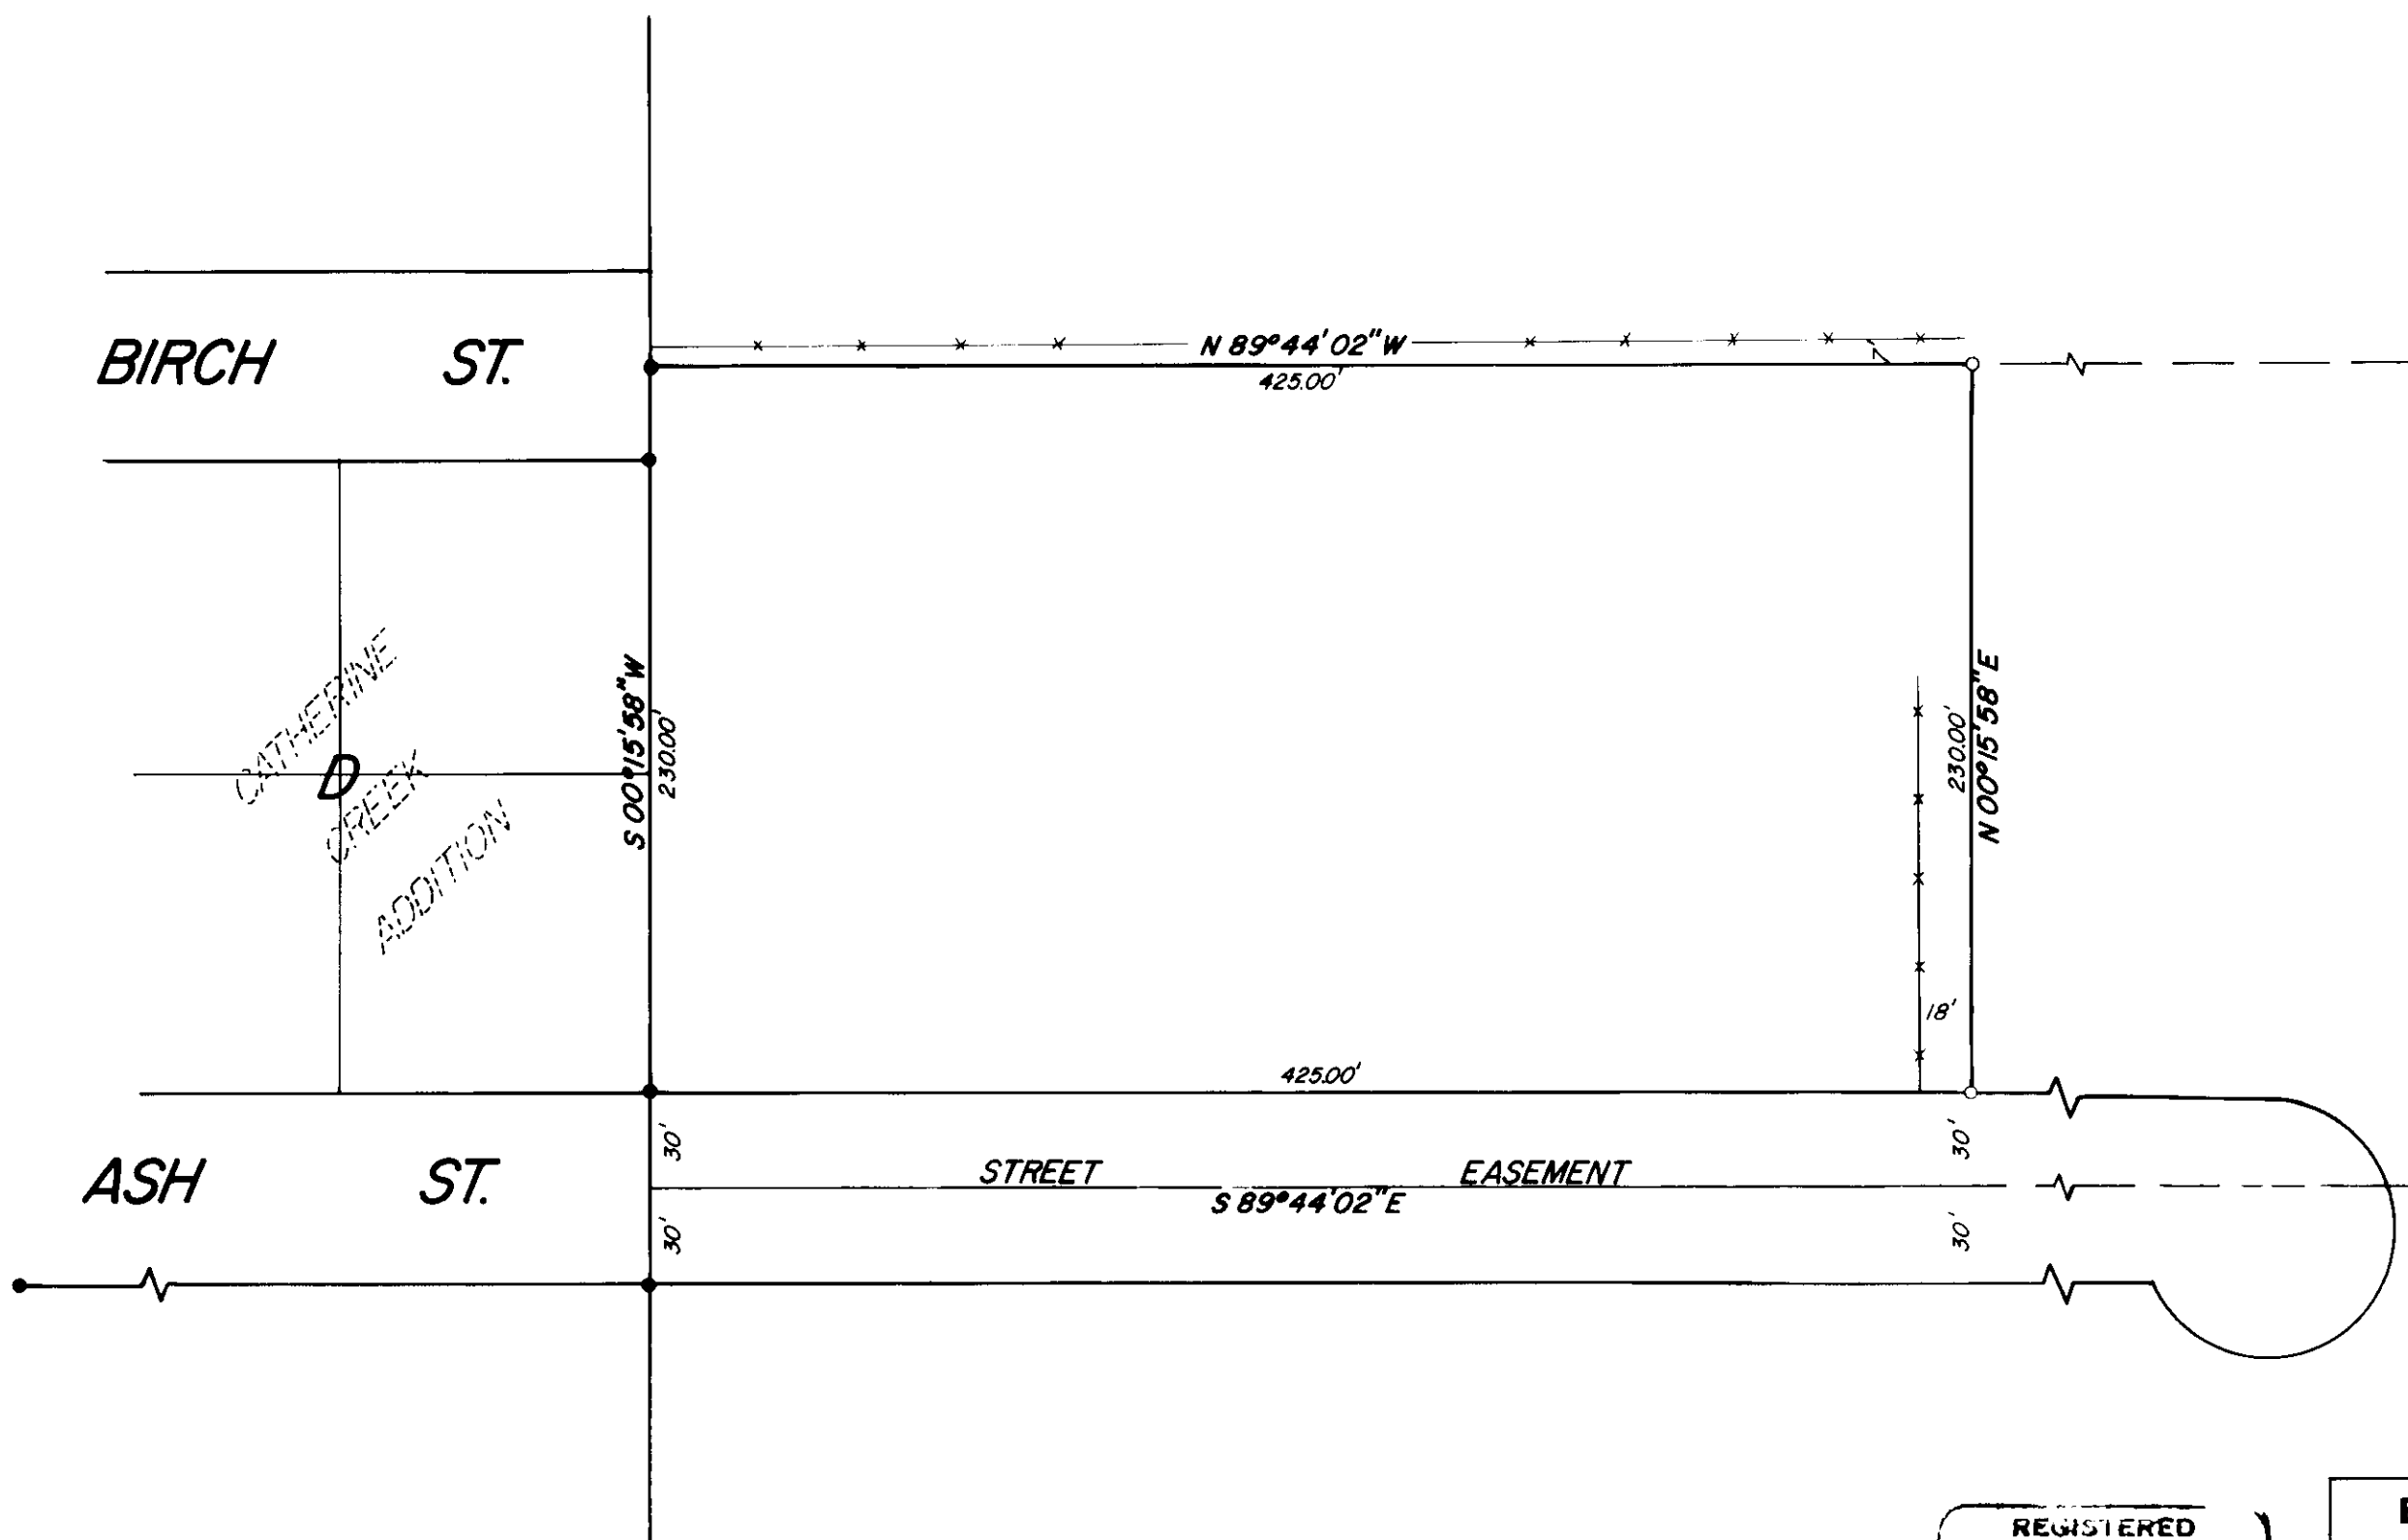 BIRCH ST.
N 89°44'02"W
425.00'
7'
S 00°15'58"W
230.00'
230.00'
N 00°15'58"E
CATHERINE
D
CREEK
ADDITION
18'
425.00'
30'
30'
ASH ST.
STREET EASEMENT
S 89°44'02"E
30'
30'
REGISTERED